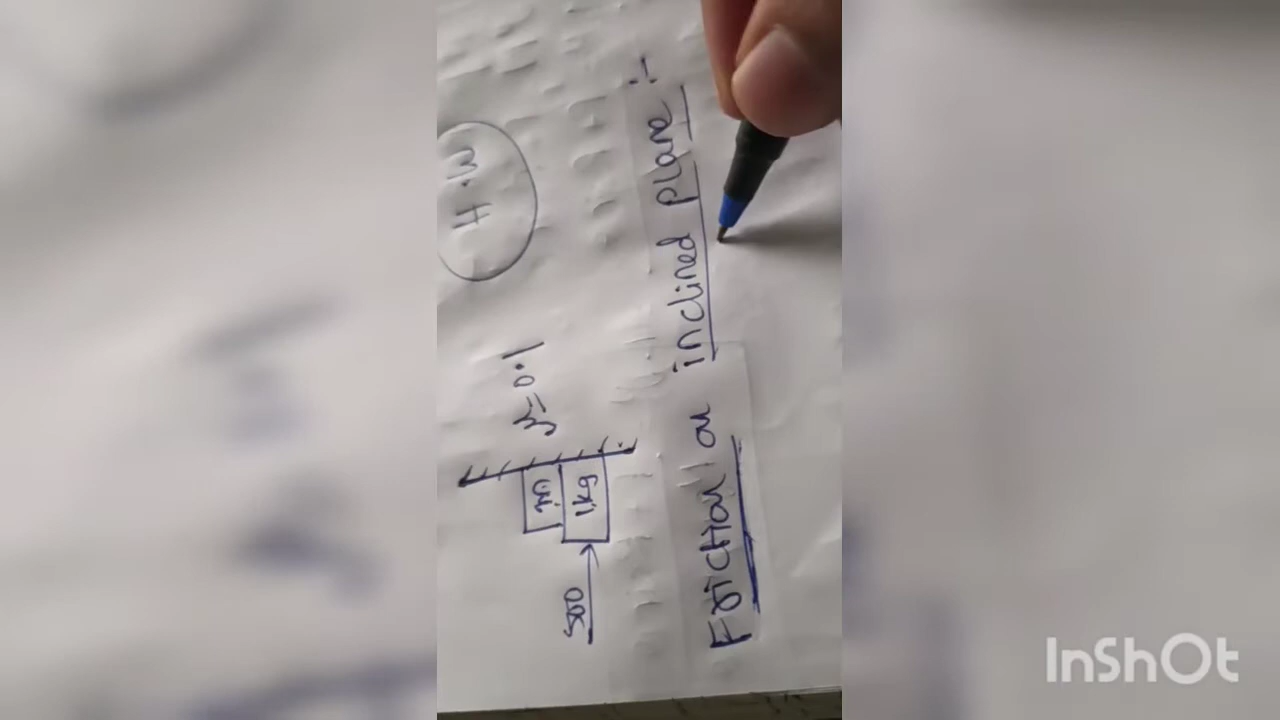 H.W
μ=0.1
m
1kg
500
Friction on inclined plane :-
InShOt